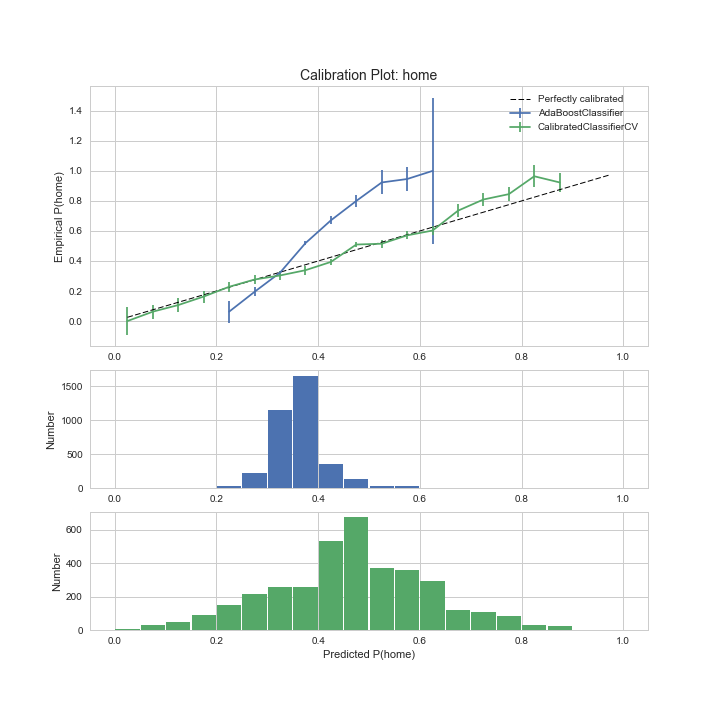 Calibration Plot: home
Perfectly calibrated
AdaBoostClassifier
CalibratedClassifierCV
Empirical P(home)
1.4
1.2
1.0
0.8
0.6
0.4
0.2
0.0
0.0 0.2 0.4 0.6 0.8 1.0
Number
1500
1000
500
0
0.0 0.2 0.4 0.6 0.8 1.0
Number
600
400
200
0
0.0 0.2 0.4 0.6 0.8 1.0
Predicted P(home)